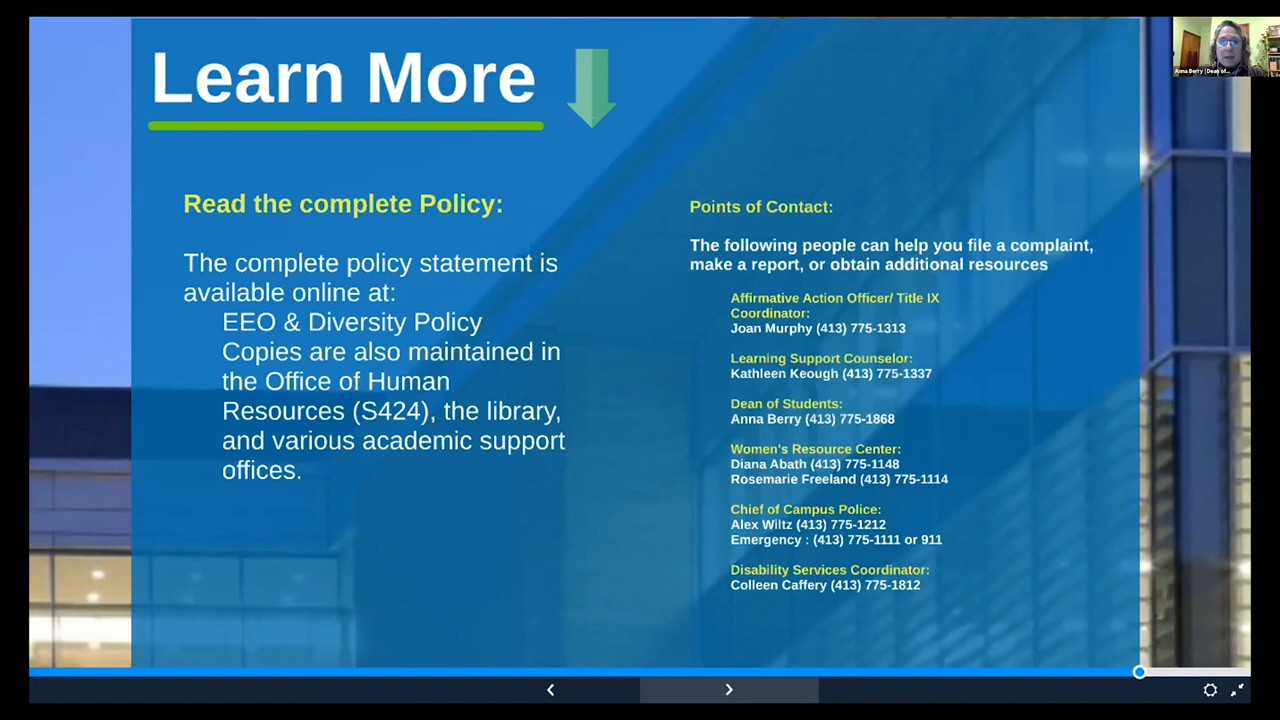 Learn More
Read the complete Policy:
The complete policy statement is
available online at:
EEO & Diversity Policy
Copies are also maintained in
the Office of Human
Resources (S424), the library,
and various academic support
offices.
Points of Contact:
The following people can help you file a complaint,
make a report, or obtain additional resources
Affirmative Action Officer/ Title IX
Coordinator:
Joan Murphy (413) 775-1313
Learning Support Counselor:
Kathleen Keough (413) 775-1337
Dean of Students:
Anna Berry (413) 775-1868
Women's Resource Center:
Diana Abath (413) 775-1148
Rosemarie Freeland (413) 775-1114
Chief of Campus Police:
Alex Wiltz (413) 775-1212
Emergency : (413) 775-1111 or 911
Disability Services Coordinator:
Colleen Caffery (413) 775-1812
Anna Berry | Dean of...